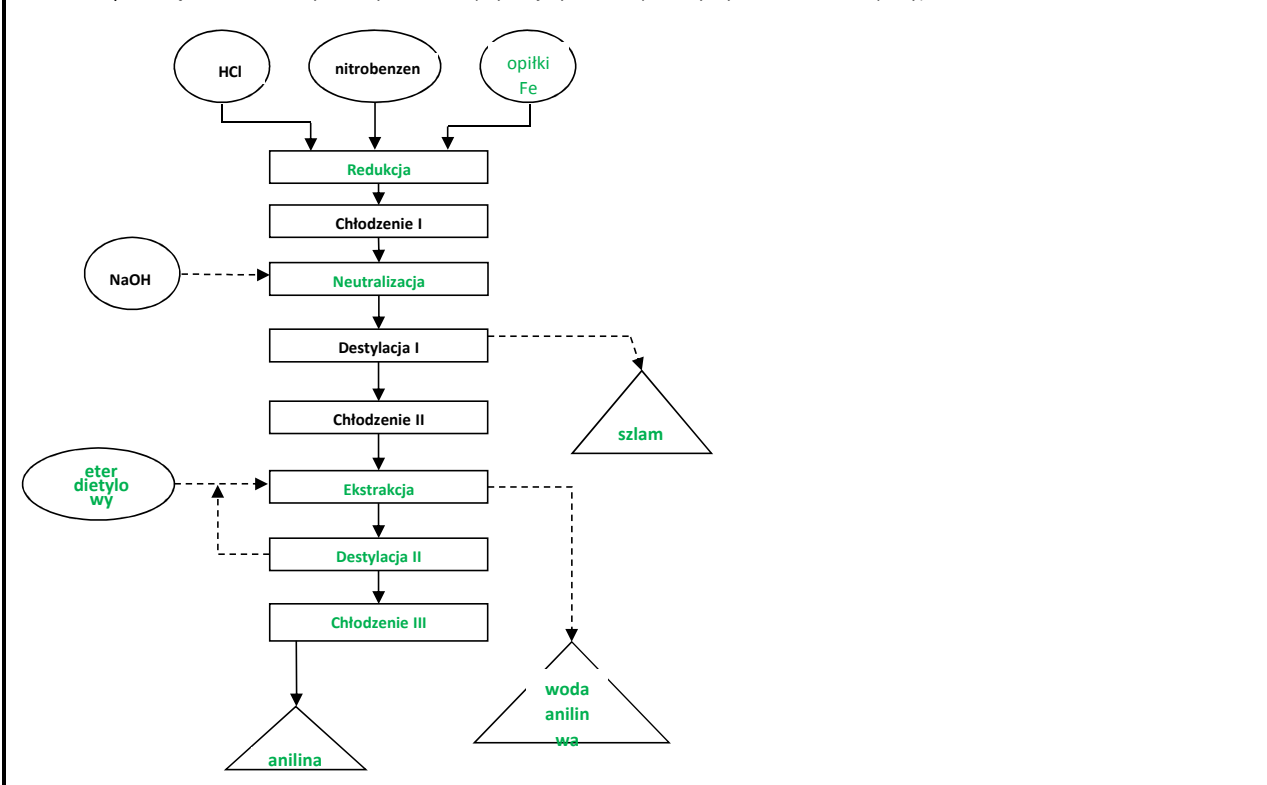 HCl
nitrobenzen
opiłki
Fe
Redukcja
Chłodzenie I
NaOH
Neutralizacja
Destylacja I
szlam
Chłodzenie II
eter
dietylo
wy
Ekstrakcja
Destylacja II
Chłodzenie III
woda
anilin
wa
anilina